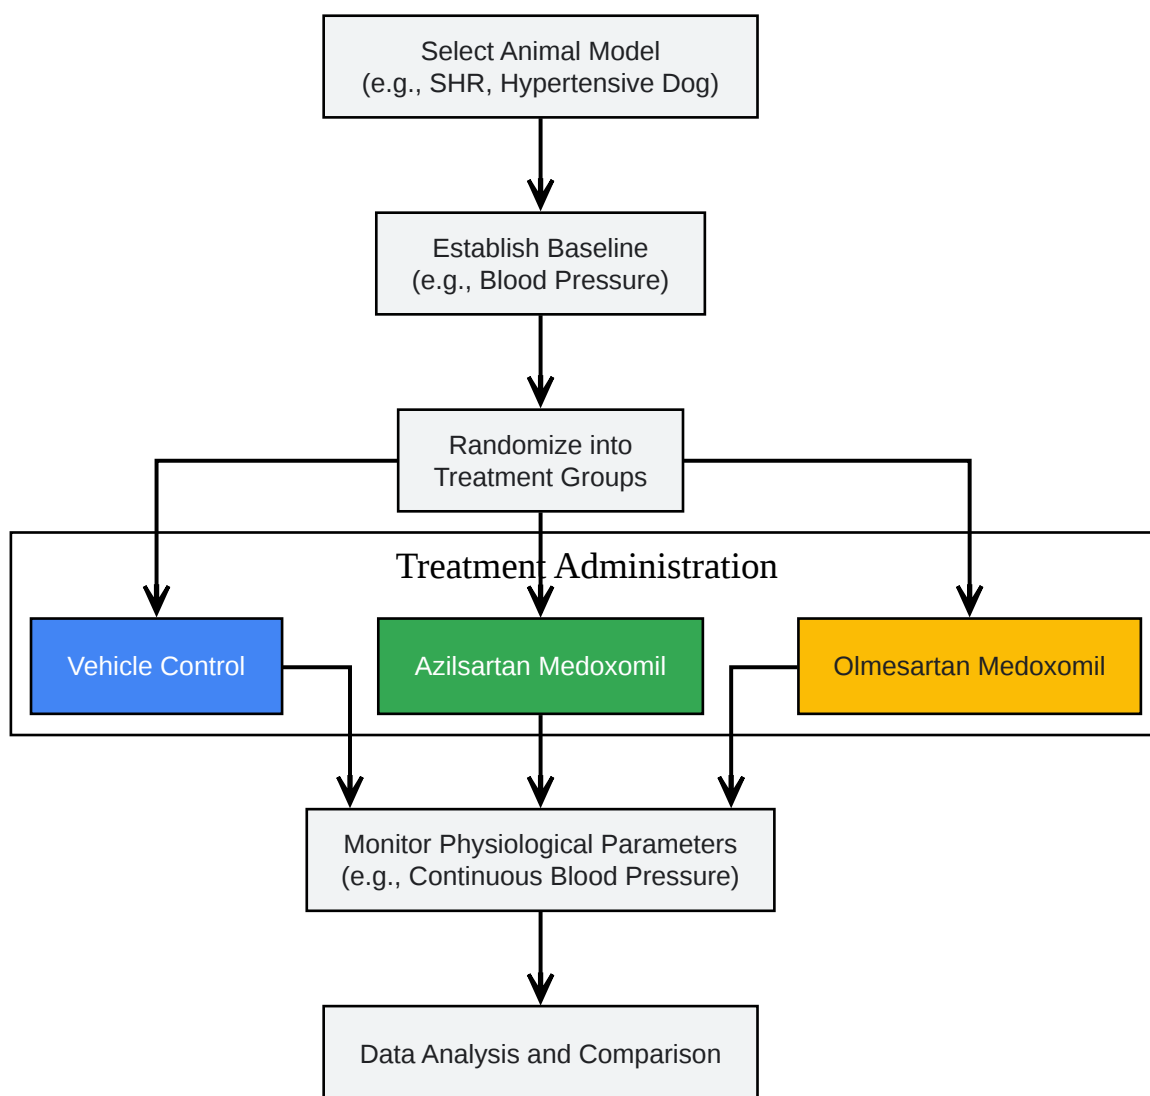 Select Animal Model
(e.g., SHR, Hypertensive Dog)
Establish Baseline
(e.g., Blood Pressure)
Randomize into
Treatment Groups
Treatment Administration
Vehicle Control
Azilsartan Medoxomil
Olmesartan Medoxomil
Monitor Physiological Parameters
(e.g., Continuous Blood Pressure)
Data Analysis and Comparison